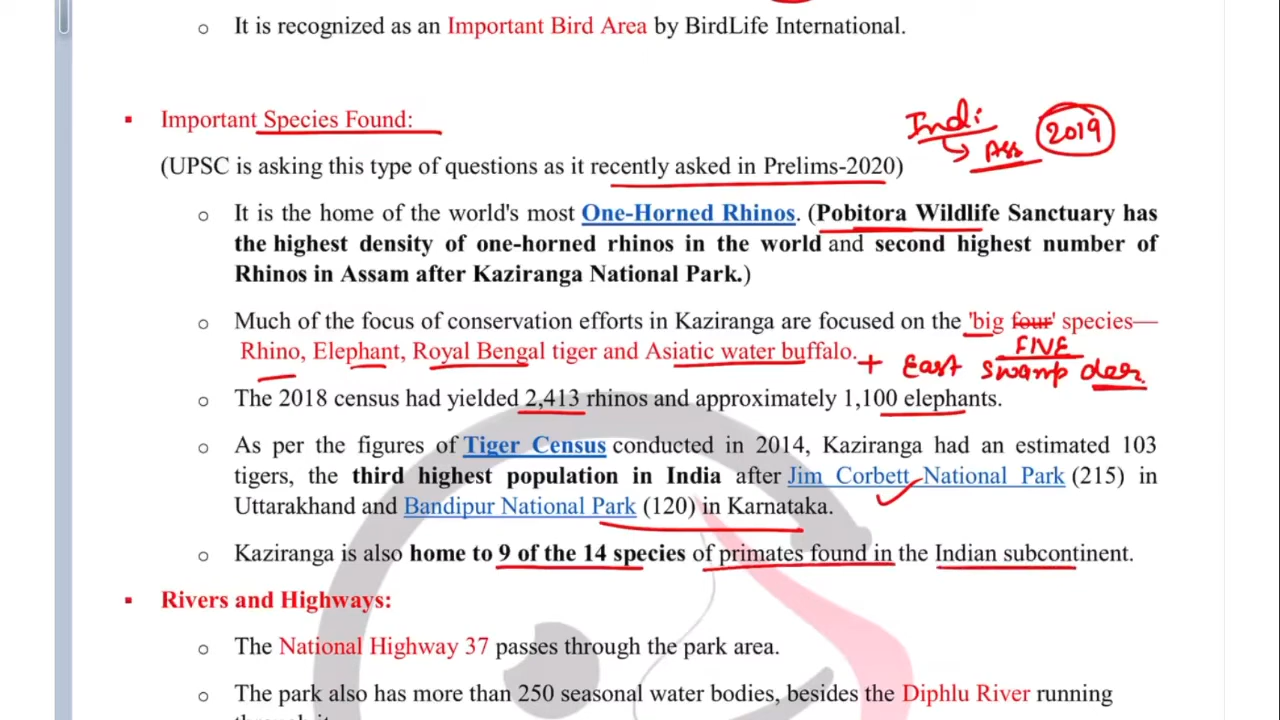 ○ It is recognized as an Important Bird Area by BirdLife International.
▪ Important Species Found:
Indi
→ Ass
2019
(UPSC is asking this type of questions as it recently asked in Prelims-2020)
○ It is the home of the world's most One-Horned Rhinos. (Pobitora Wildlife Sanctuary has
the highest density of one-horned rhinos in the world and second highest number of
Rhinos in Assam after Kaziranga National Park.)
○ Much of the focus of conservation efforts in Kaziranga are focused on the 'big four' species—
FIVE
Rhino, Elephant, Royal Bengal tiger and Asiatic water buffalo. + East swamp deer
○ The 2018 census had yielded 2,413 rhinos and approximately 1,100 elephants.
○ As per the figures of Tiger Census conducted in 2014, Kaziranga had an estimated 103
tigers, the third highest population in India after Jim Corbett National Park (215) in
Uttarakhand and Bandipur National Park (120) in Karnataka.
○ Kaziranga is also home to 9 of the 14 species of primates found in the Indian subcontinent.
▪ Rivers and Highways:
○ The National Highway 37 passes through the park area.
○ The park also has more than 250 seasonal water bodies, besides the Diphlu River running
through it